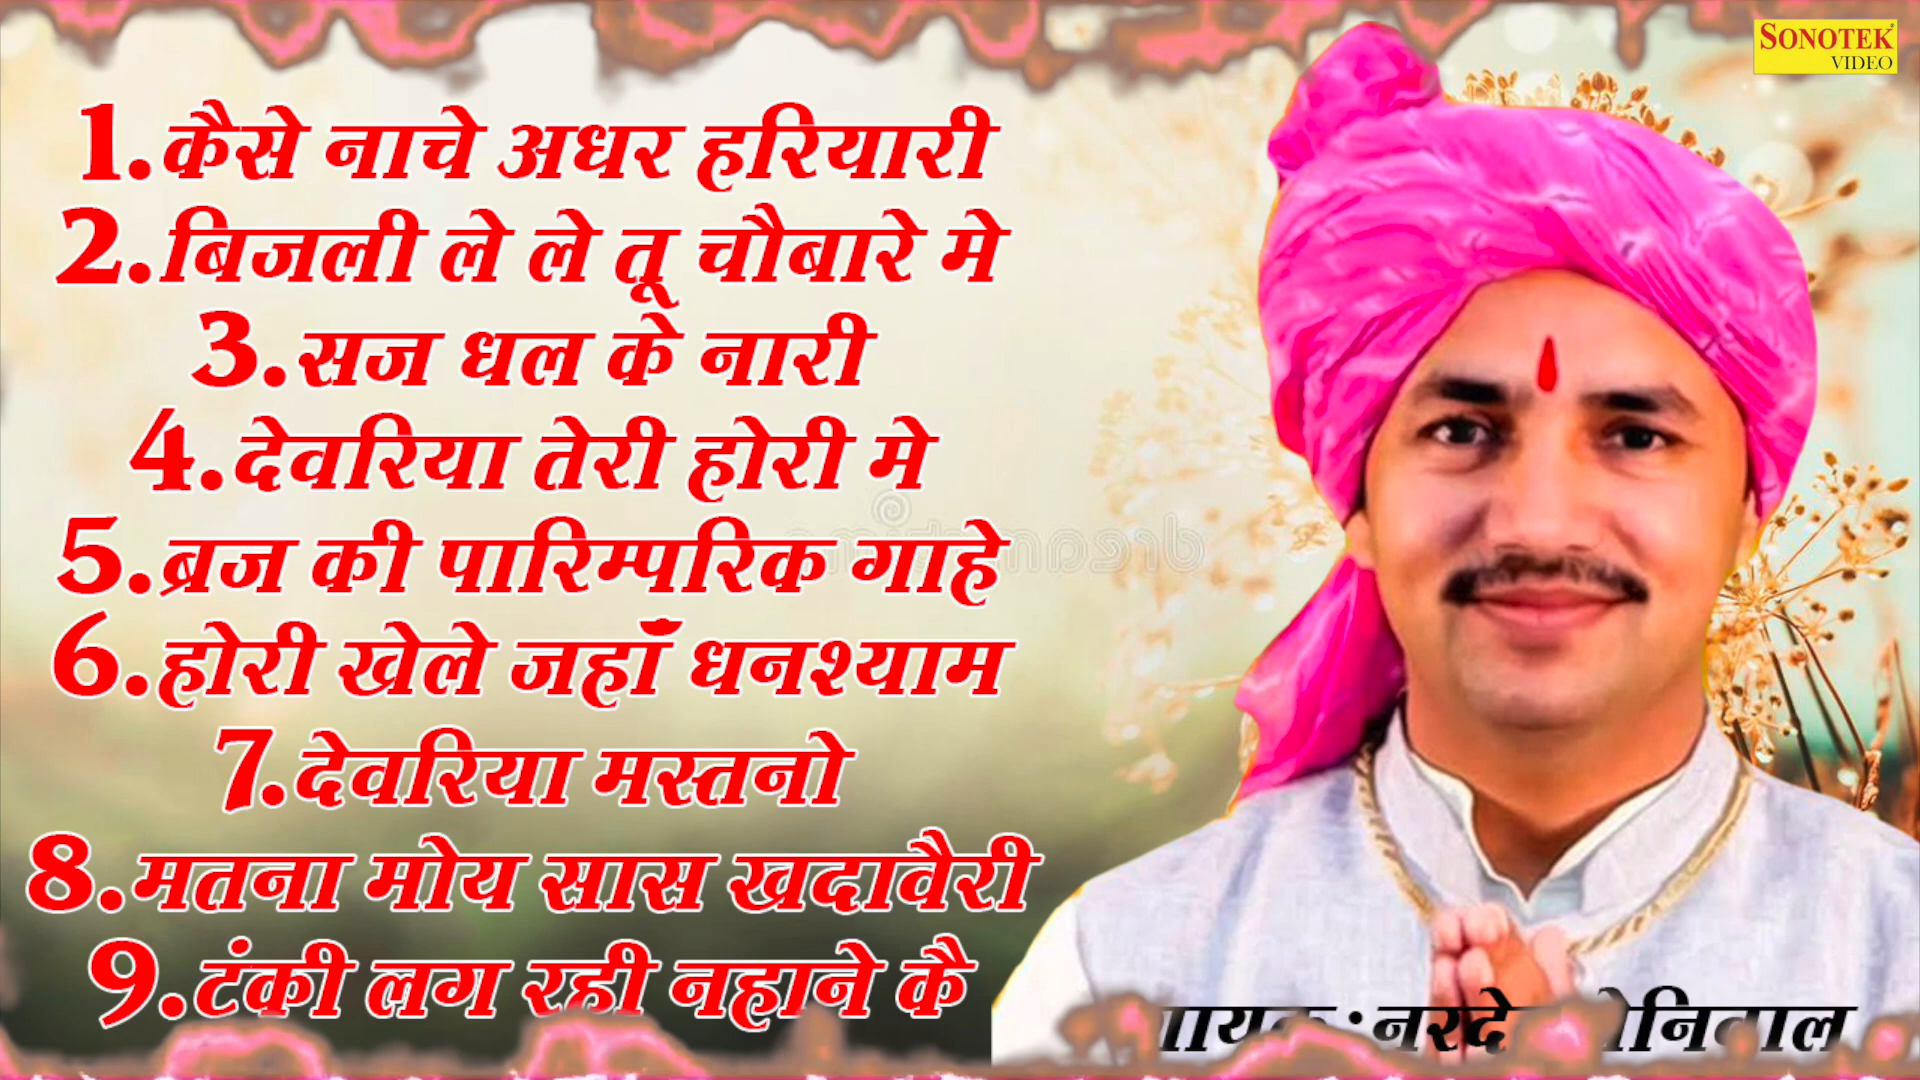 SONOTEK
VIDEO
1.कैसे नाचे अधर हरियारी
2.बिजली ले ले तू चौबारे मे
3.सज धल के नारी
4.देवरिया तेरी होरी मे
5.ब्रज की पारिम्परिक गाहे
6.होरी खेले जहाँ धनश्याम
7.देवरिया मस्तनो
8.मतना मोय सास खदावैरी
9.टंकी लग रही नहाने कै